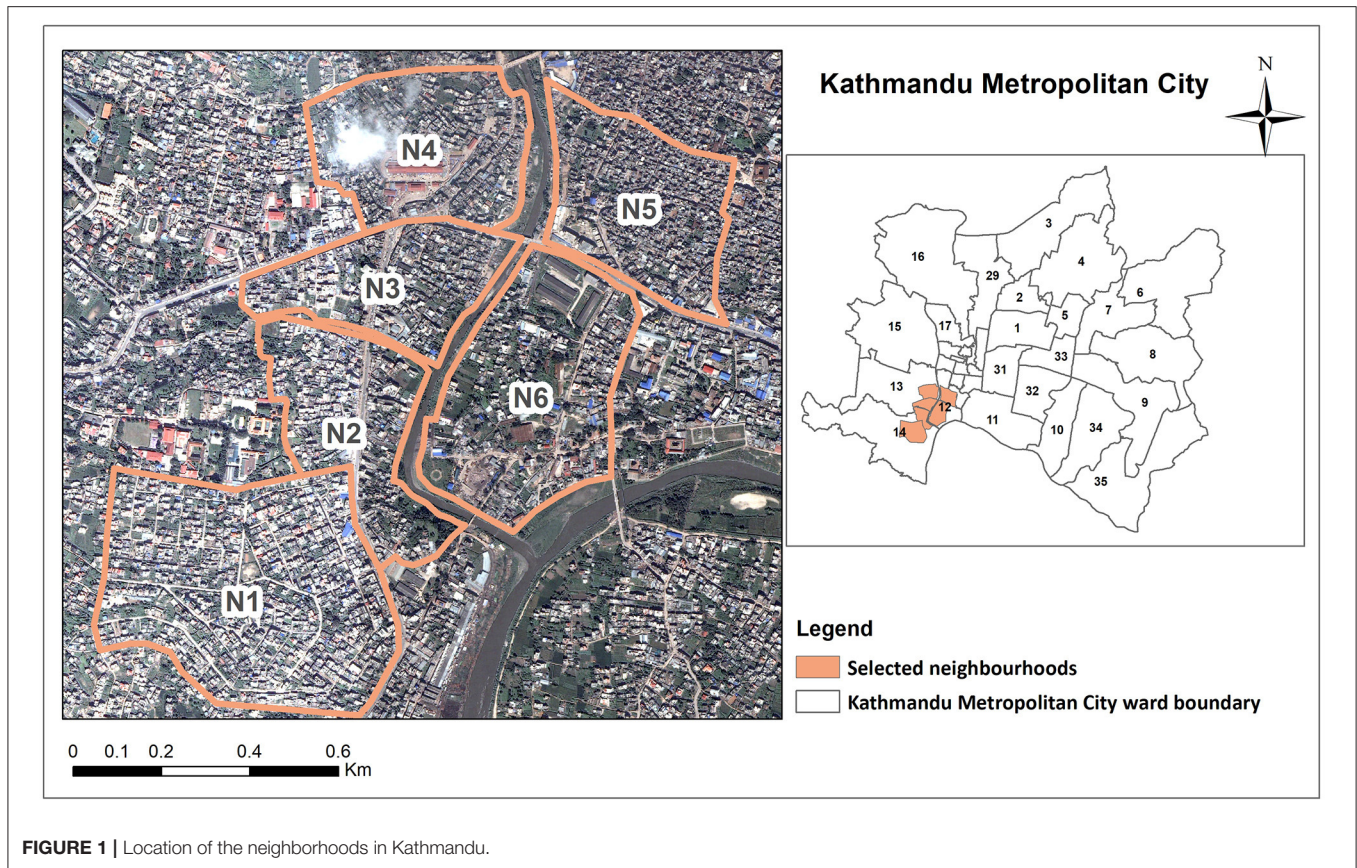 Kathmandu Metropolitan City
N
N4
N5
N3
N6
N2
N1
3
16
4
29
6
2
7
5
15
17
1
8
33
31
13
32
9
12
11
10
34
14
35
Legend
Selected neighbourhoods
Kathmandu Metropolitan City ward boundary
0 0.1 0.2 0.4 0.6
Km
FIGURE 1 | Location of the neighborhoods in Kathmandu.